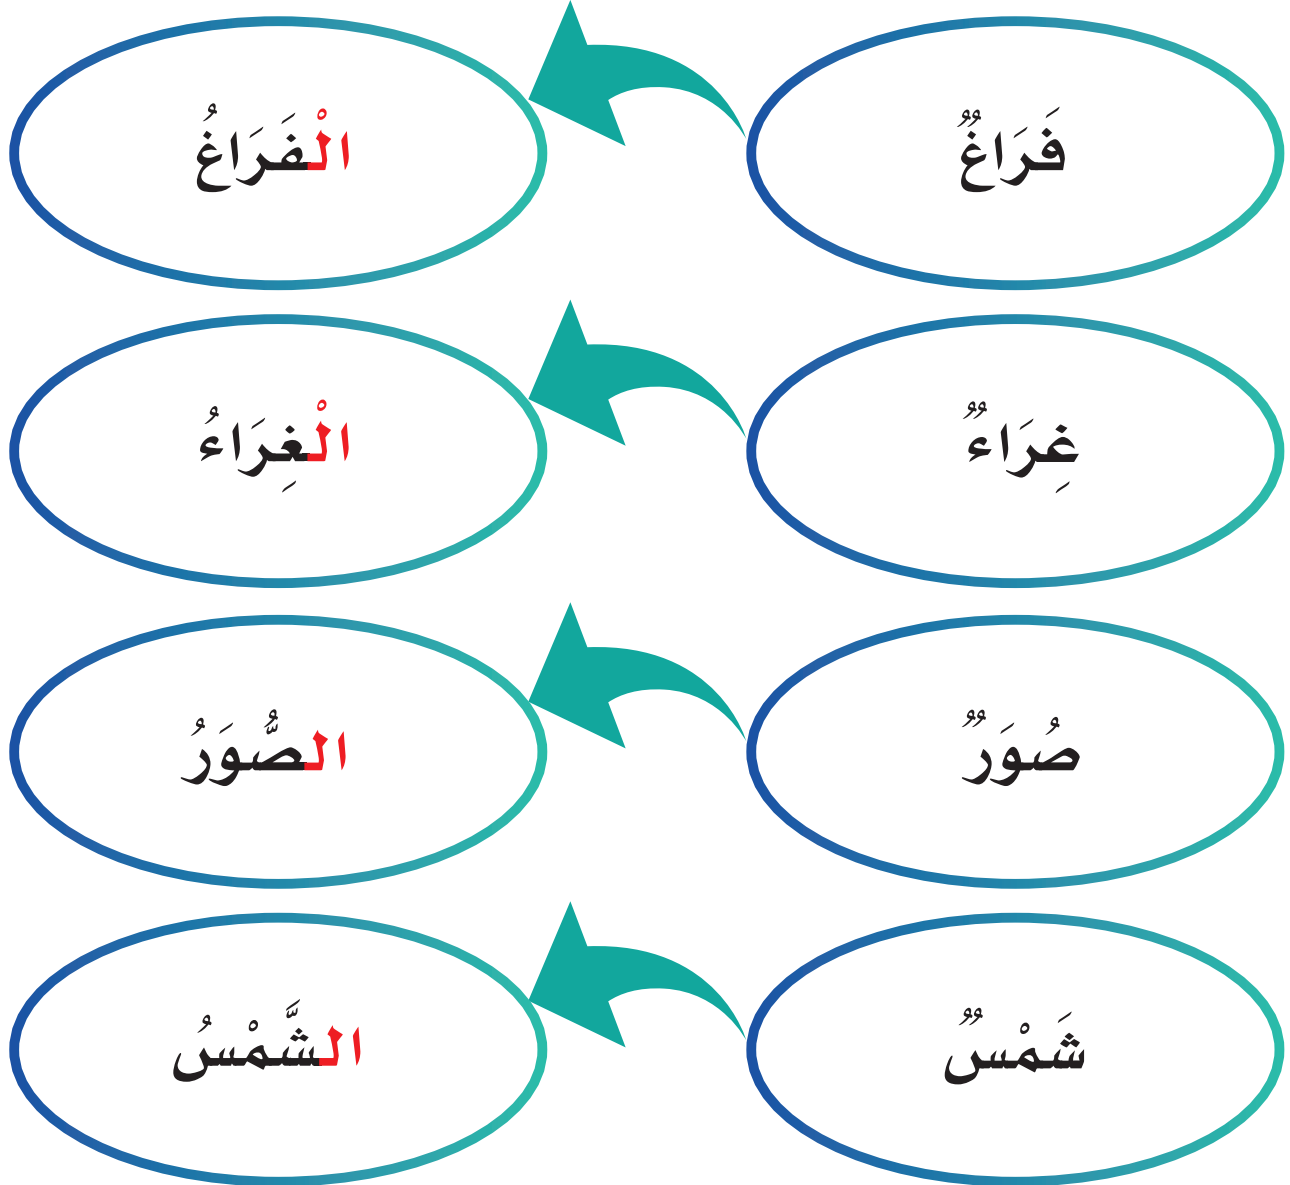 فَرَاغٌ الْفَرَاغُ
غِرَاءٌ الْغِرَاءُ
صُوَرٌ الصُّوَرُ
شَمْسٌ الشَّمْسُ